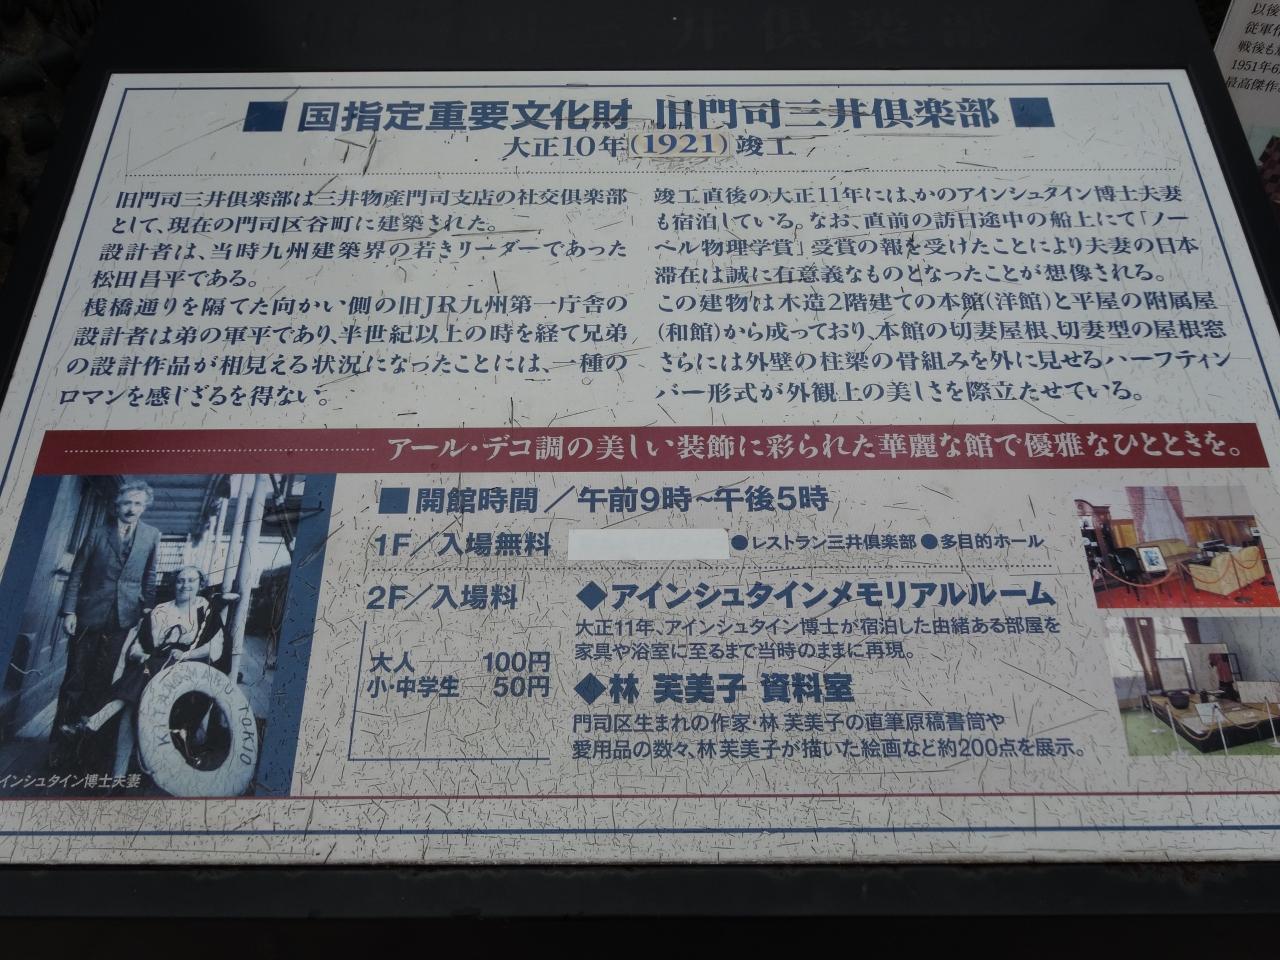 ■ 国指定重要文化財 旧門司三井倶楽部 ■
大正10年(1921)竣工
旧門司三井倶楽部は三井物産門司支店の社交倶楽部
として、現在の門司区谷町に建築された。
設計者は、当時九州建築界の若きリーダーであった
松田昌平である。
桟橋通りを隔てた向かい側の旧JR九州第一庁舎の
設計者は弟の軍平であり、半世紀以上の時を経て兄弟
の設計作品が相見える状況になったことには、一種の
ロマンを感じざるを得ない。
竣工直後の大正11年には、かのアインシュタイン博士夫妻
も宿泊している。なお、直前の訪日途中の船上にて「ノー
ベル物理学賞」受賞の報を受けたことにより夫妻の日本
滞在は誠に有意義なものとなったことが想像される。
この建物は木造2階建ての本館(洋館)と平屋の附属屋
(和館)から成っており、本館の切妻屋根、切妻型の屋根窓
さらには外壁の柱梁の骨組みを外に見せるハーフティン
バー形式が外観上の美しさを際立たせている。
アール・デコ調の美しい装飾に彩られた華麗な館で優雅なひとときを。
■開館時間／午前9時～午後5時
1F／入場無料 ●レストラン三井倶楽部 ●多目的ホール
2F／入場料
大人 100円
小・中学生 50円
◆アインシュタインメモリアルルーム
大正11年、アインシュタイン博士が宿泊した由緒ある部屋を
家具や浴室に至るまで当時のままに再現。
◆林 芙美子 資料室
門司区生まれの作家・林 芙美子の直筆原稿書簡や
愛用品の数々、林 芙美子が描いた絵画など約200点を展示。
KITANOMARU TOKIO
インシュタイン博士夫妻
以後
従軍作
戦後も
1951年6
最高傑作